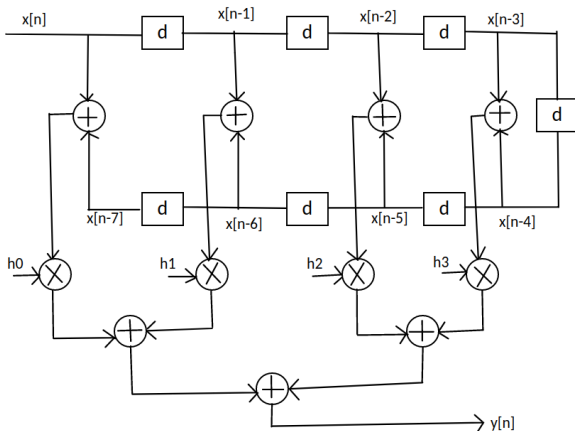 x[n]
x[n-1]
x[n-2]
x[n-3]
d
d
d
d
x[n-7]
d
x[n-6]
d
x[n-5]
d
x[n-4]
h0
h1
h2
h3
y[n]